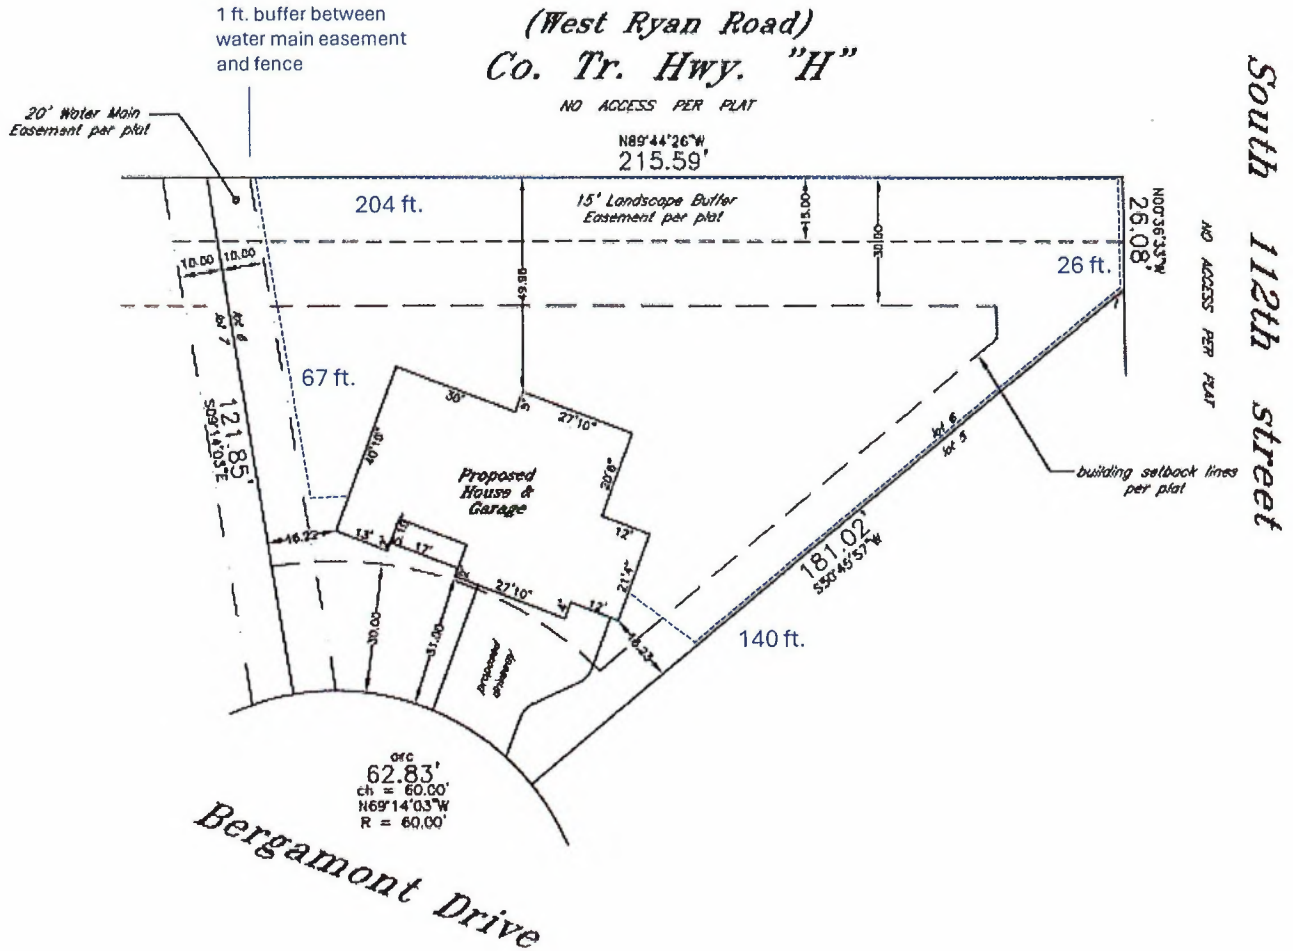 1 ft. buffer between
water main easement
and fence
(West Ryan Road)
Co. Tr. Hwy. "H"
NO ACCESS PER PLAT
20' Water Main
Easement per plat
N89°44'26"W
215.59'
204 ft.
15' Landscape Buffer
Easement per plat
15.00
30.00
49.96
N00°36'33"W
26.08'
26 ft.
NO ACCESS PER PLAT
South 112th street
10.00
10.00
lot 6
lot 7
67 ft.
121.85'
S09°14'03"E
5'
27'10"
40'10"
20'6"
Proposed
House &
Garage
12'
21'4"
13'
17'
27'10"
4'
12'
16.22
30.00
31.00
proposed
driveway
16.23
140 ft.
lot 6
lot 5
181.02'
S50°45'57"W
building setback lines
per plat
arc
62.83'
ch = 60.00'
N69°14'03"W
R = 60.00'
Bergamont Drive